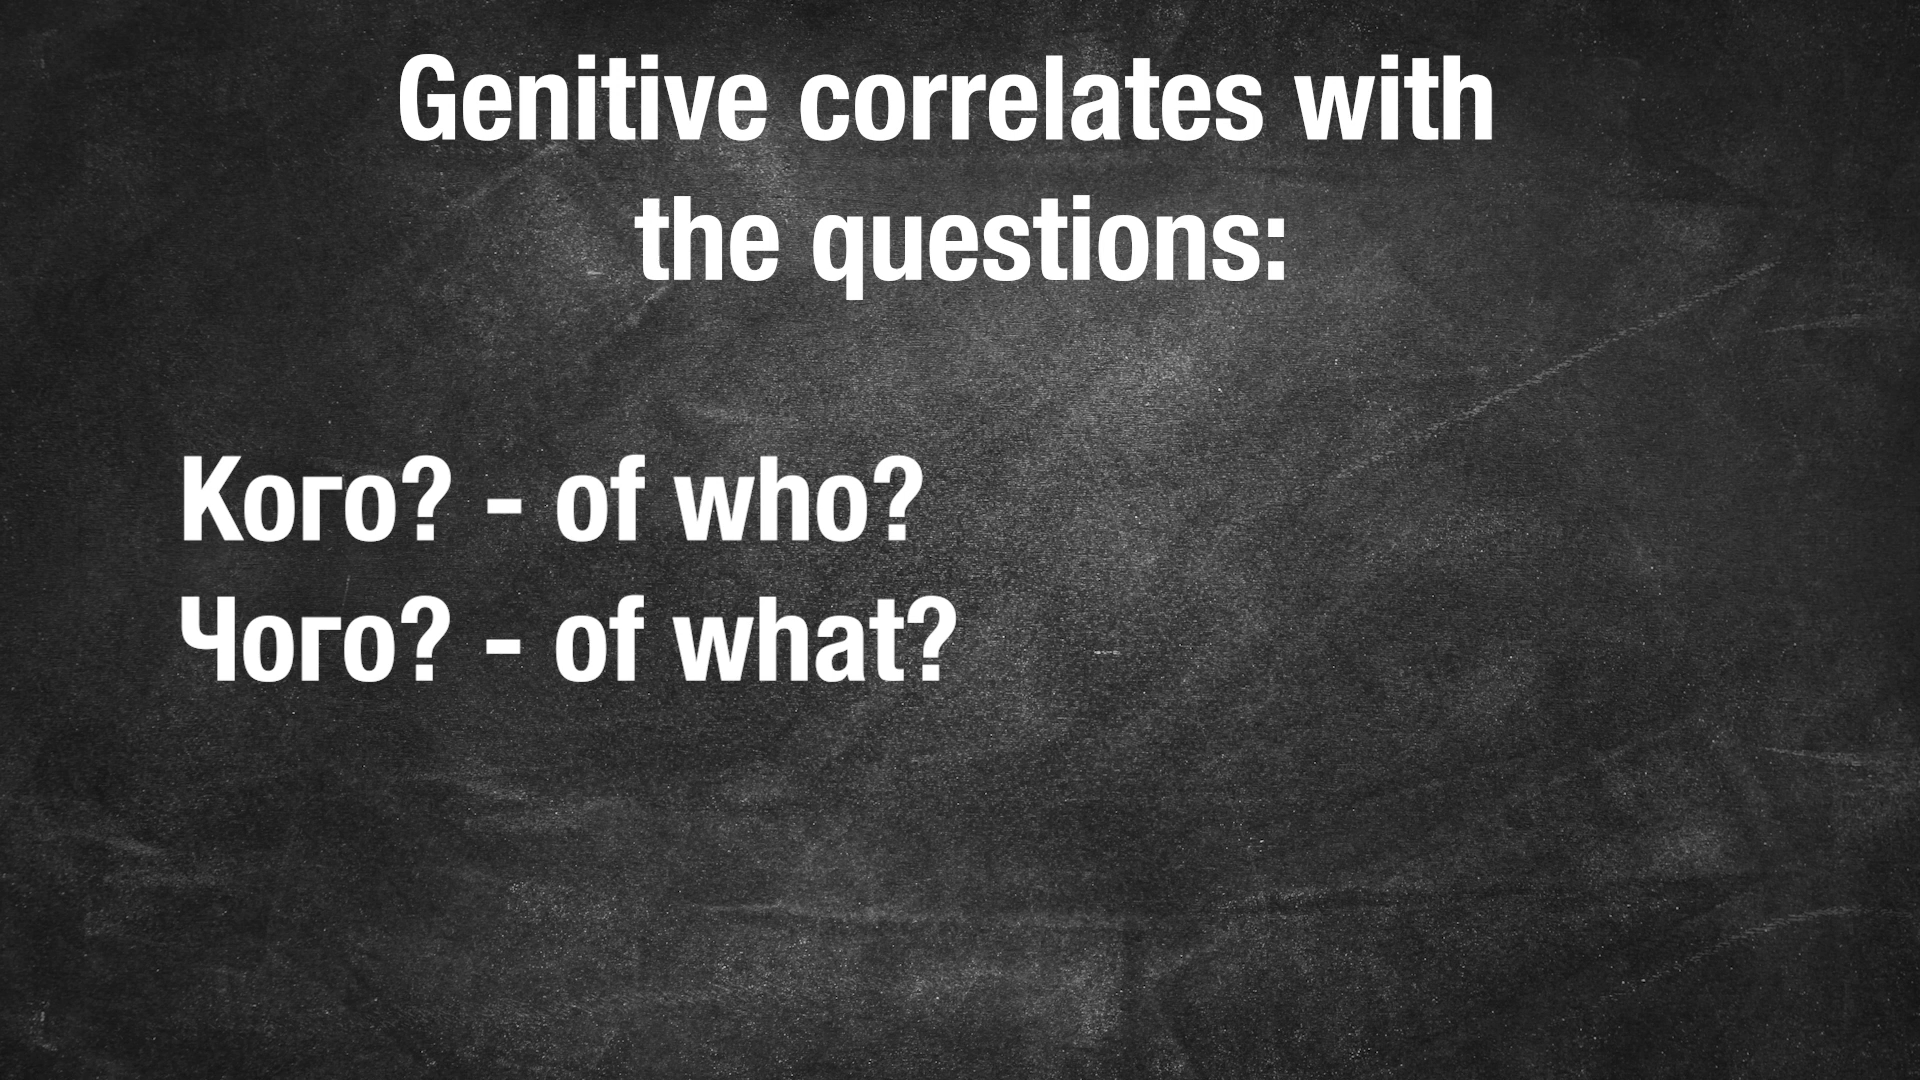 Genitive correlates with
the questions:
Кого? - of who?
Чого? - of what?